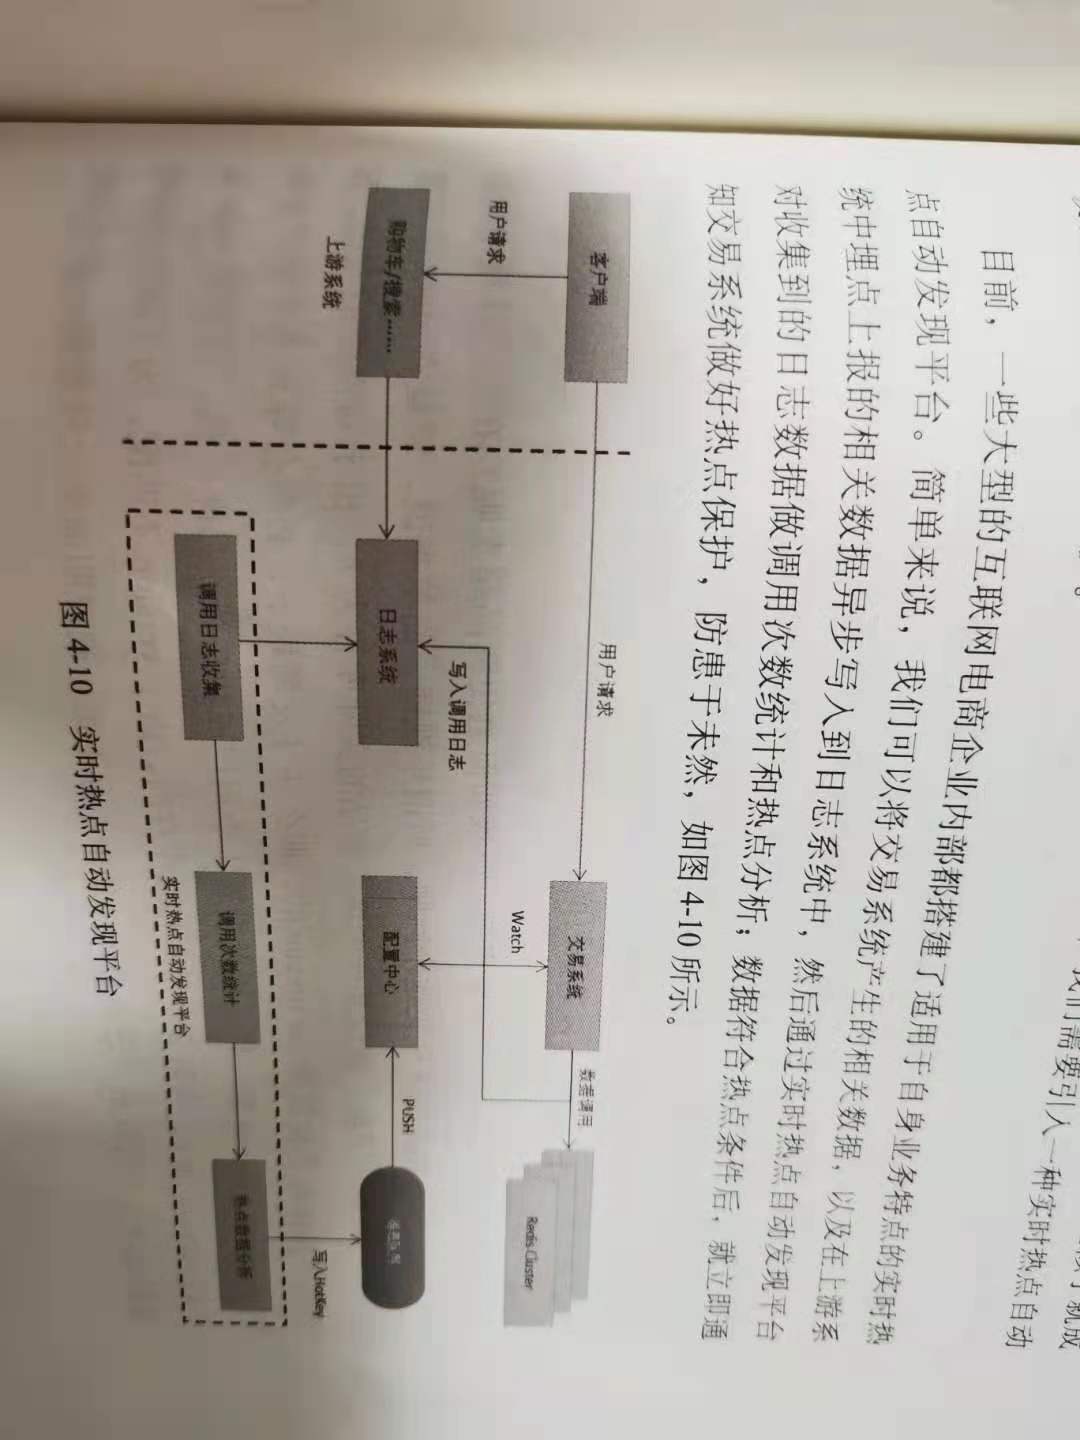 我们需要引入一种实时热点自动
目前，一些大型的互联网电商企业内部都搭建了适用于自身业务特点的实时热
点自动发现平台。简单来说，我们可以将交易系统产生的相关数据，以及在上游系
统中埋点上报的相关数据异步写入到日志系统中，然后通过实时热点自动发现平台
对收集到的日志数据做调用次数统计和热点分析；数据符合热点条件后，就立即通
知交易系统做好热点保护，防患于未然，如图 4-10 所示。
客户端
用户请求
交易系统
数据调用
Redis Cluster
用户请求
Watch
写入调用日志
购物车/搜索……
日志系统
配置中心
PUSH
上游系统
写入HotKey
调用日志收集
调用次数统计
热点数据分析
实时热点自动发现平台
图 4-10 实时热点自动发现平台